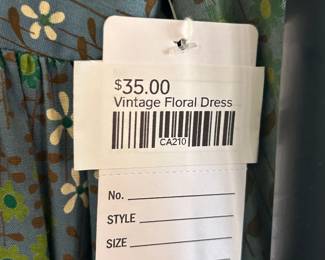 $35.00
Vintage Floral Dress
CA210
No.
STYLE
SIZE